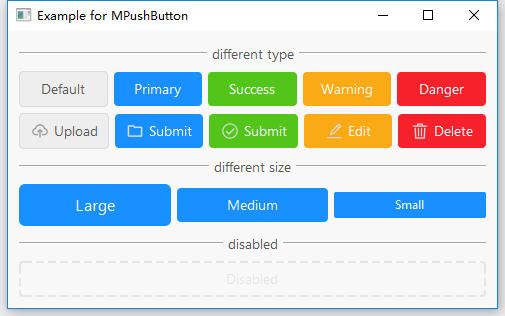 Example for MPushButton
different type
Default Primary Success Warning Danger
Upload Submit Submit Edit Delete
different size
Large Medium Small
disabled
Disabled